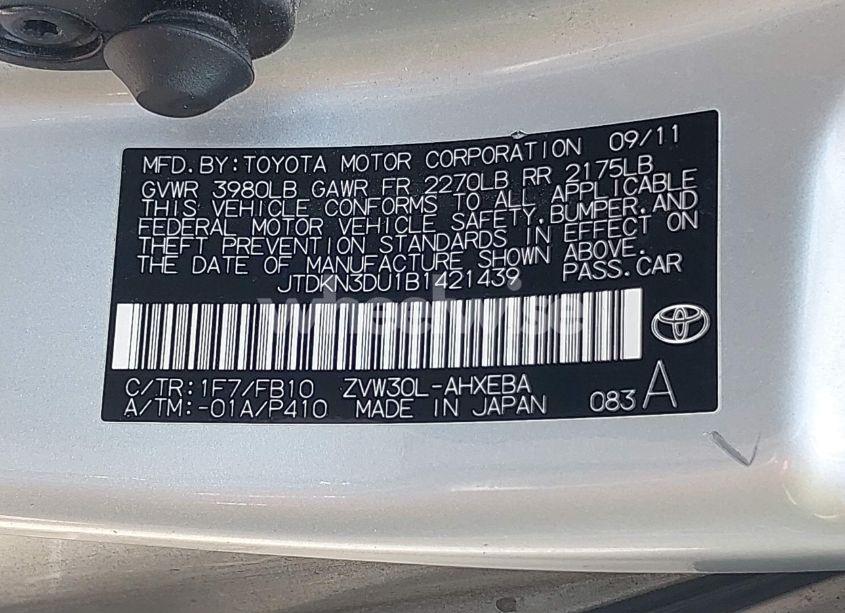 MFD.BY:TOYOTA MOTOR CORPORATION 09/11
GVWR 3980LB GAWR FR 2270LB RR 2175LB
THIS VEHICLE CONFORMS TO ALL APPLICABLE
FEDERAL MOTOR VEHICLE SAFETY,BUMPER,AND
THEFT PREVENTION STANDARDS IN EFFECT ON
THE DATE OF MANUFACTURE SHOWN ABOVE.
JTDKN3DU1B1421439 PASS.CAR
wheelwise
C/TR:1F7/FB10 ZVW30L-AHXEBA
A/TM:-01A/P410 MADE IN JAPAN 083A